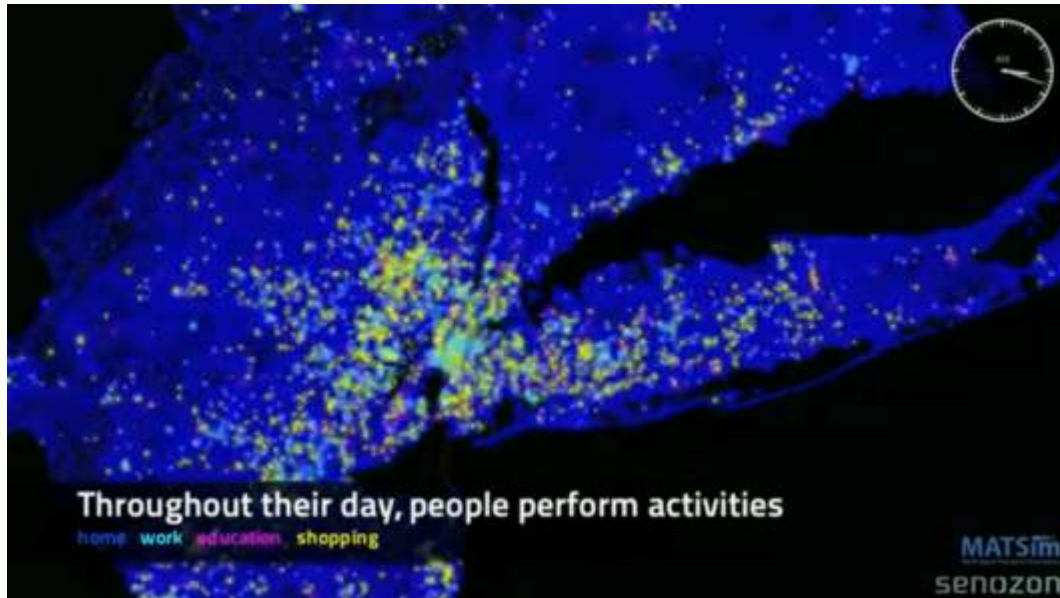 Throughout their day, people perform activities
home work education shopping
MATSim
senozon